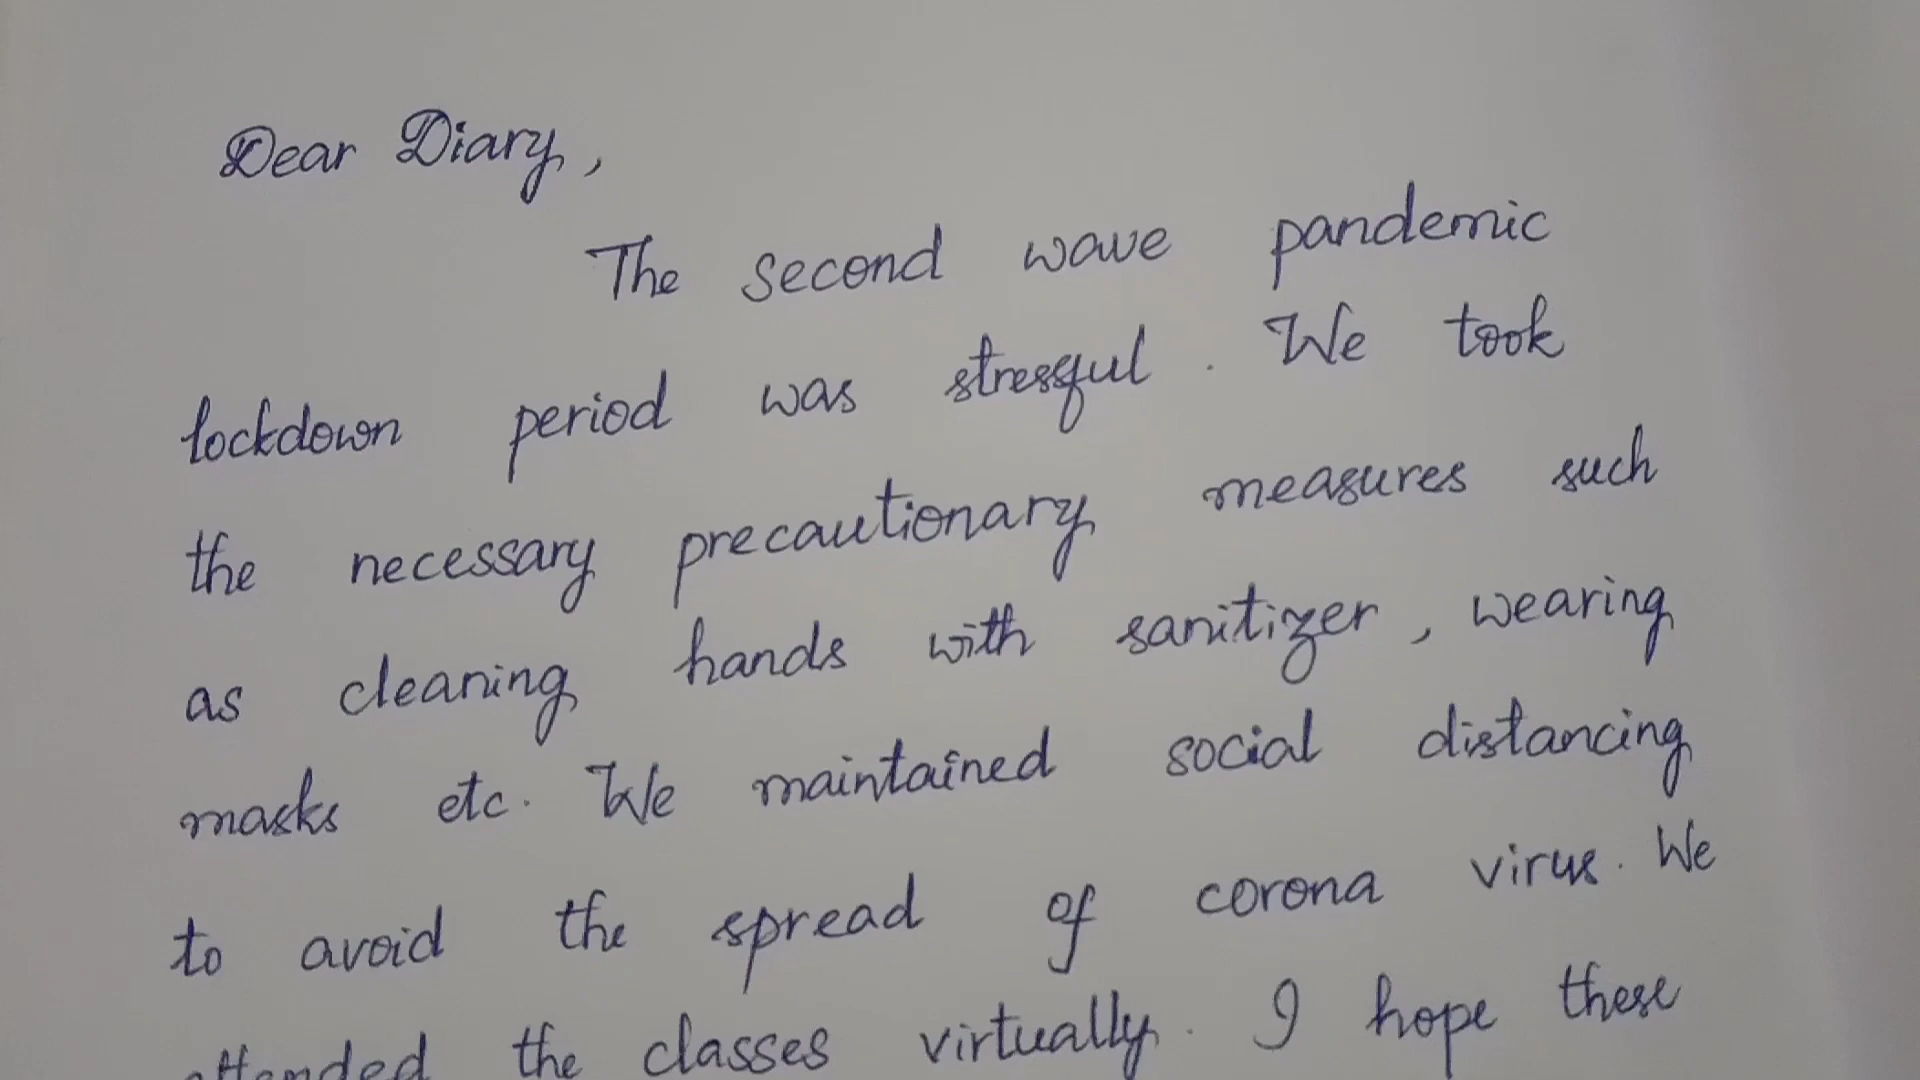 Dear Diary,
The second wave pandemic
lockdown period was stressful. We took
the necessary precautionary measures such
as cleaning hands with sanitizer, wearing
masks etc. We maintained social distancing
to avoid the spread of corona virus. We
attended the classes virtually. I hope these